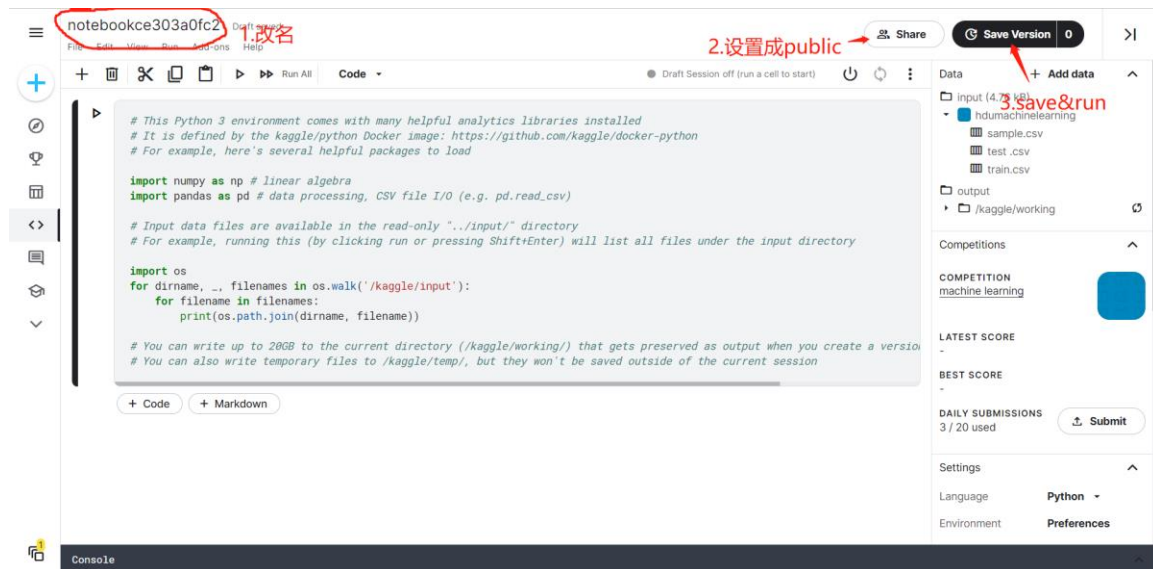 notebookce303a0fc2
Draft saved
1.改名
File Edit View Run Add-ons Help
2.设置成public
Share
Save Version 0
Run All Code
Draft Session off (run a cell to start)
Data + Add data
3.save&run
input (4.75 kB)
hdumachinelearning
sample.csv
test .csv
train.csv
output
/kaggle/working
# This Python 3 environment comes with many helpful analytics libraries installed
# It is defined by the kaggle/python Docker image: https://github.com/kaggle/docker-python
# For example, here's several helpful packages to load
import numpy as np # linear algebra
import pandas as pd # data processing, CSV file I/O (e.g. pd.read_csv)
# Input data files are available in the read-only "../input/" directory
# For example, running this (by clicking run or pressing Shift+Enter) will list all files under the input directory
import os
for dirname, _, filenames in os.walk('/kaggle/input'):
for filename in filenames:
print(os.path.join(dirname, filename))
# You can write up to 20GB to the current directory (/kaggle/working/) that gets preserved as output when you create a versio
# You can also write temporary files to /kaggle/temp/, but they won't be saved outside of the current session
+ Code + Markdown
Competitions
COMPETITION
machine learning
LATEST SCORE
-
BEST SCORE
-
DAILY SUBMISSIONS
3 / 20 used
Submit
Settings
Language Python
Environment Preferences
1
Console